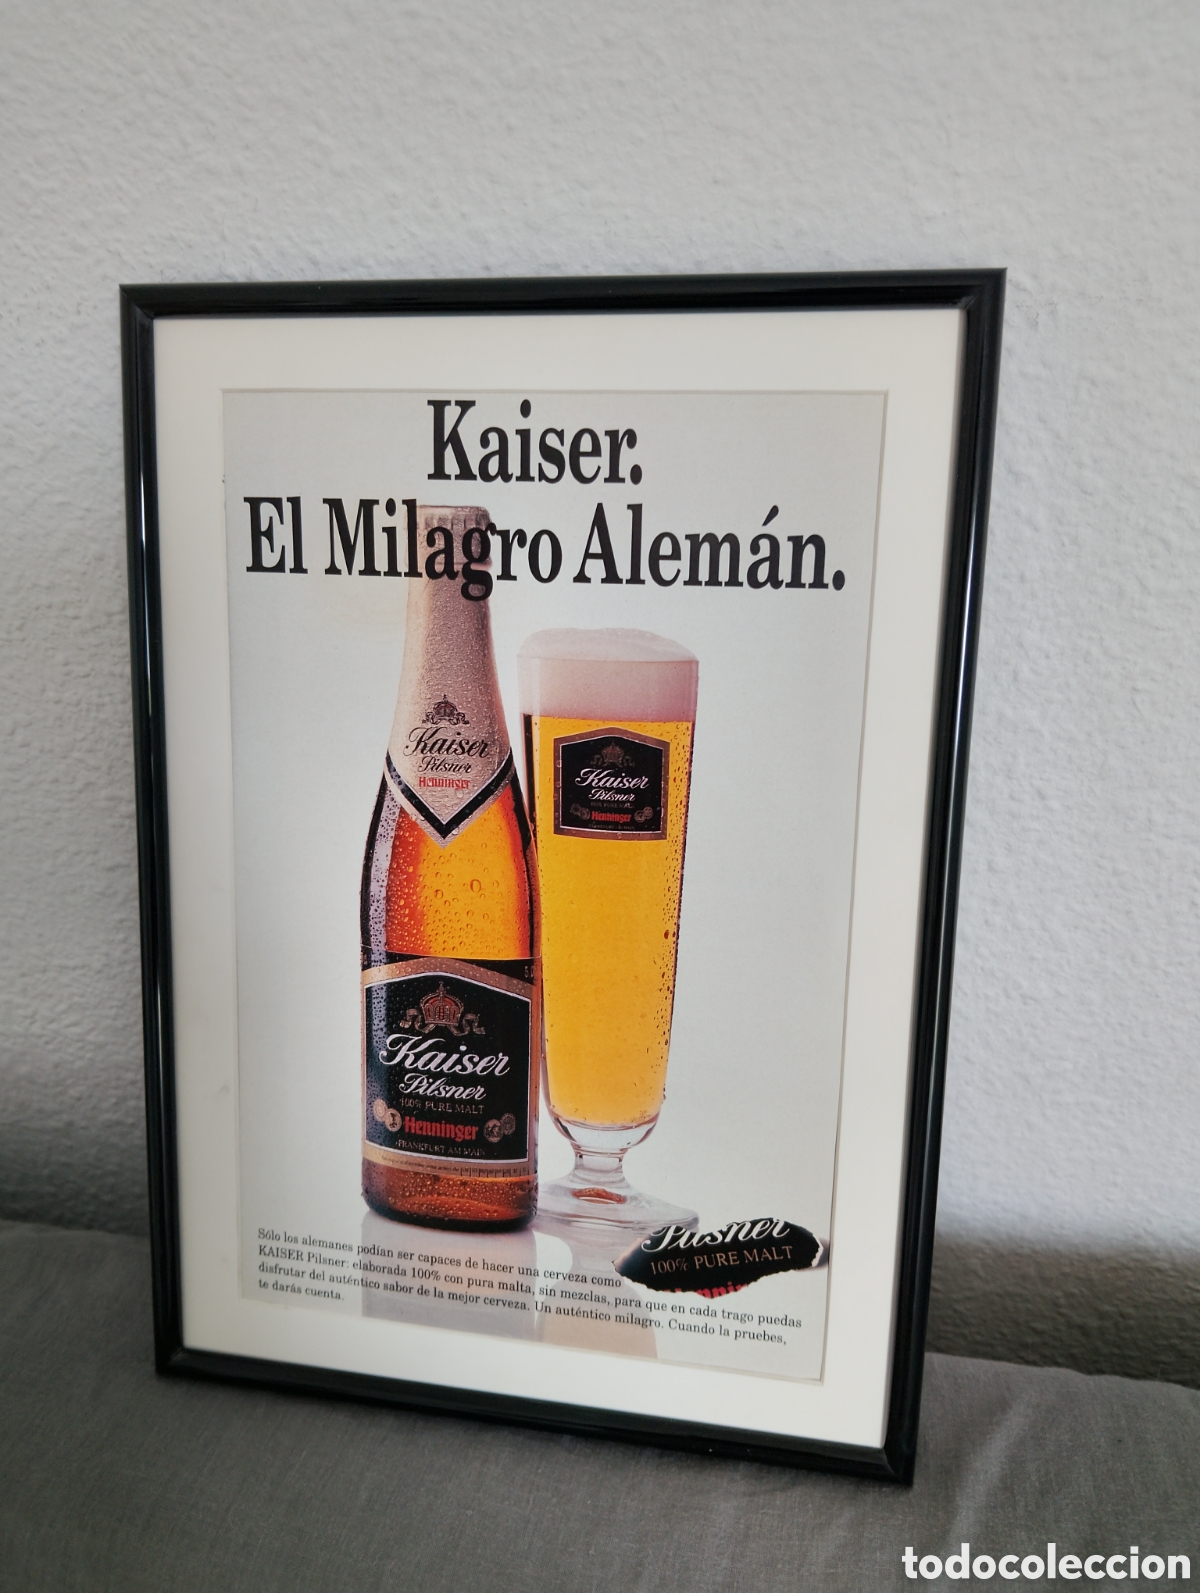 Kaiser.
El Milagro Alemán.
Kaiser
Pilsner
Henninger
Kaiser
Pilsner
100% PURE MALT
Henninger
Kaiser
Pilsner
100% PURE MALT
Henninger
FRANKFURT AM MAIN
Sólo los alemanes podían ser capaces de hacer una cerveza como
KAISER Pilsner: elaborada 100% con pura malta, sin mezclas, para que en cada trago puedas
disfrutar del auténtico sabor de la mejor cerveza. Un auténtico milagro. Cuando la pruebes,
te darás cuenta.
Pilsner
100% PURE MALT
todocoleccion